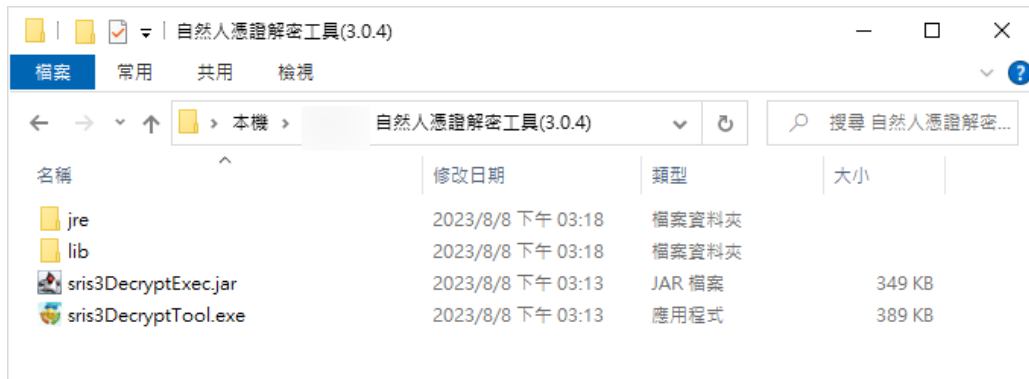 自然人憑證解密工具(3.0.4)
檔案 常用 共用 檢視
本機 自然人憑證解密工具(3.0.4) 搜尋 自然人憑證解密...
名稱 修改日期 類型 大小
jre 2023/8/8 下午 03:18 檔案資料夾
lib 2023/8/8 下午 03:18 檔案資料夾
sris3DecryptExec.jar 2023/8/8 下午 03:13 JAR 檔案 349 KB
sris3DecryptTool.exe 2023/8/8 下午 03:13 應用程式 389 KB